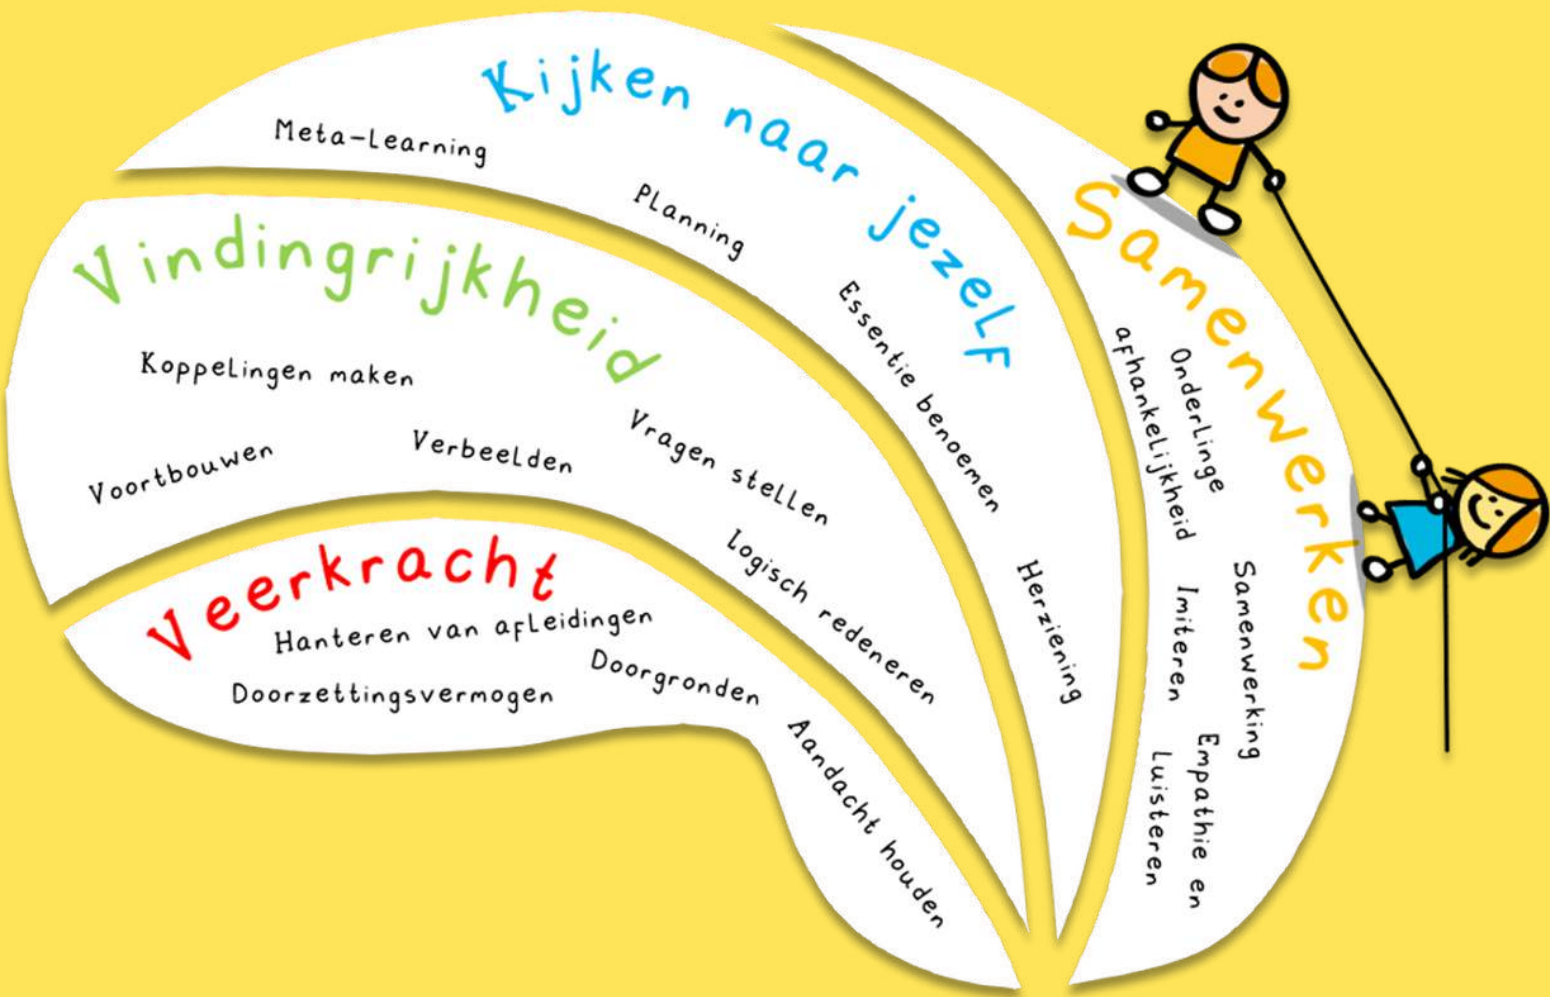 Kijken naar jezelf
Meta-Learning
Planning
Essentie benoemen
Herziening
Vindingrijkheid
Koppelingen maken
Voortbouwen
Verbeelden
Vragen stellen
Logisch redeneren
Veerkracht
Hanteren van afleidingen
Doorzettingsvermogen
Doorgronden
Aandacht houden
Samenwerken
Onderlinge
afhankelijkheid
Samenwerking
Imiteren
Empathie en
Luisteren